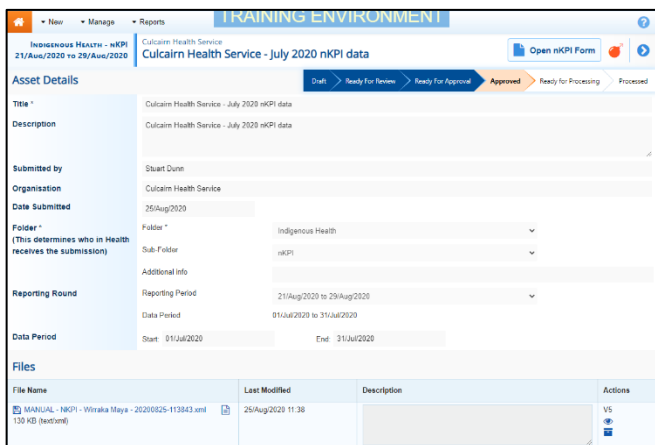 TRAINING ENVIRONMENT
New Manage Reports
INDIGENOUS HEALTH - NKPI
21/AUG/2020 TO 29/AUG/2020
Culcairn Health Service
Culcairn Health Service - July 2020 nKPI data
Open nKPI Form
Asset Details
Draft Ready For Review Ready For Approval Approved Ready for Processing Processed
Title * Culcairn Health Service - July 2020 nKPI data
Description Culcairn Health Service - July 2020 nKPI data
Submitted by Stuart Dunn
Organisation Culcairn Health Service
Date Submitted 25/Aug/2020
Folder * Folder * Indigenous Health
(This determines who in Health
receives the submission) Sub-Folder nKPI
Additional info
Reporting Round Reporting Period 21/Aug/2020 to 29/Aug/2020
Data Period 01/Jul/2020 to 31/Jul/2020
Data Period Start: 01/Jul/2020 End: 31/Jul/2020
Files
File Name Last Modified Description Actions
MANUAL - NKPI - Wirraka Maya - 20200825-113843.xml 25/Aug/2020 11:38 V5
130 KB (text/xml)